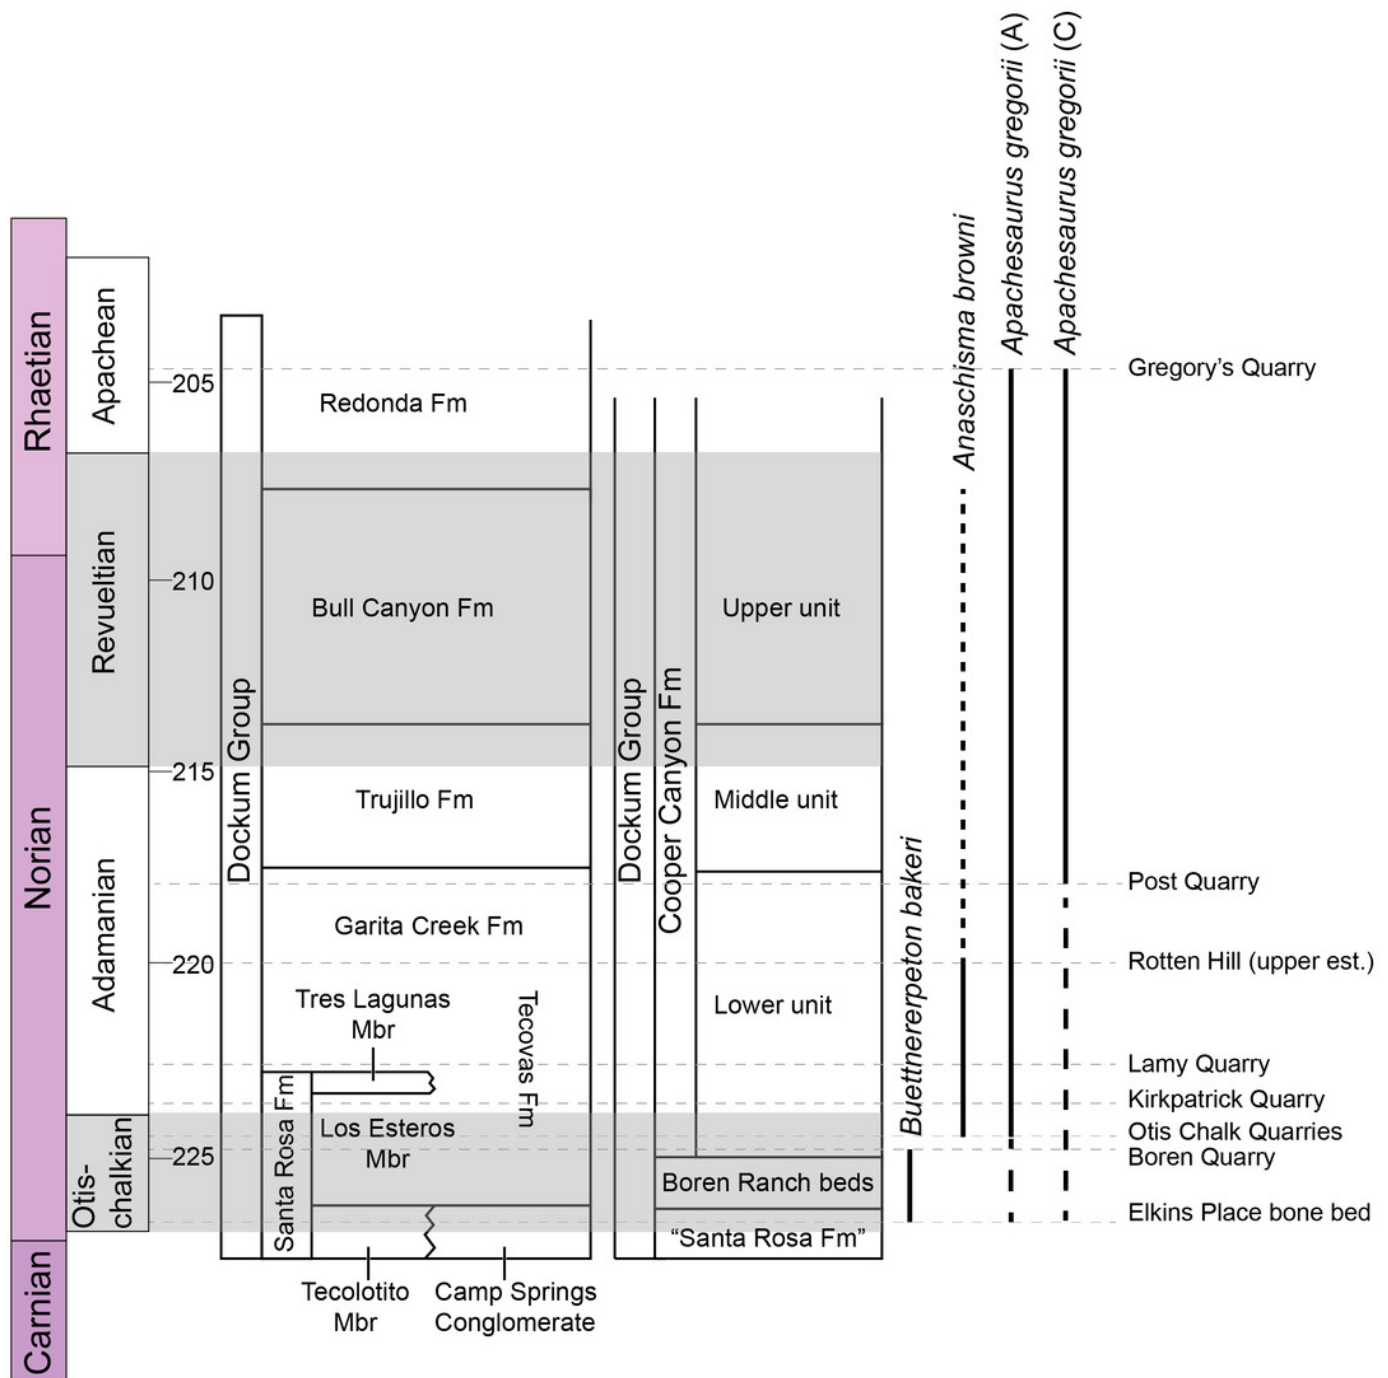 Rhaetian
Norian
Carnian
Apachean
Revueltian
Adamanian
Otis-
chalkian
205
210
215
220
225
Dockum Group
Redonda Fm
Bull Canyon Fm
Trujillo Fm
Garita Creek Fm
Tres Lagunas
Mbr
Tecovas Fm
Santa Rosa Fm
Los Esteros
Mbr
Tecolotito
Mbr
Camp Springs
Conglomerate
Dockum Group
Cooper Canyon Fm
Upper unit
Middle unit
Lower unit
Boren Ranch beds
“Santa Rosa Fm”
Buettnererpeton bakeri
Anaschisma browni
Apachesaurus gregorii (A)
Apachesaurus gregorii (C)
Gregory’s Quarry
Post Quarry
Rotten Hill (upper est.)
Lamy Quarry
Kirkpatrick Quarry
Otis Chalk Quarries
Boren Quarry
Elkins Place bone bed